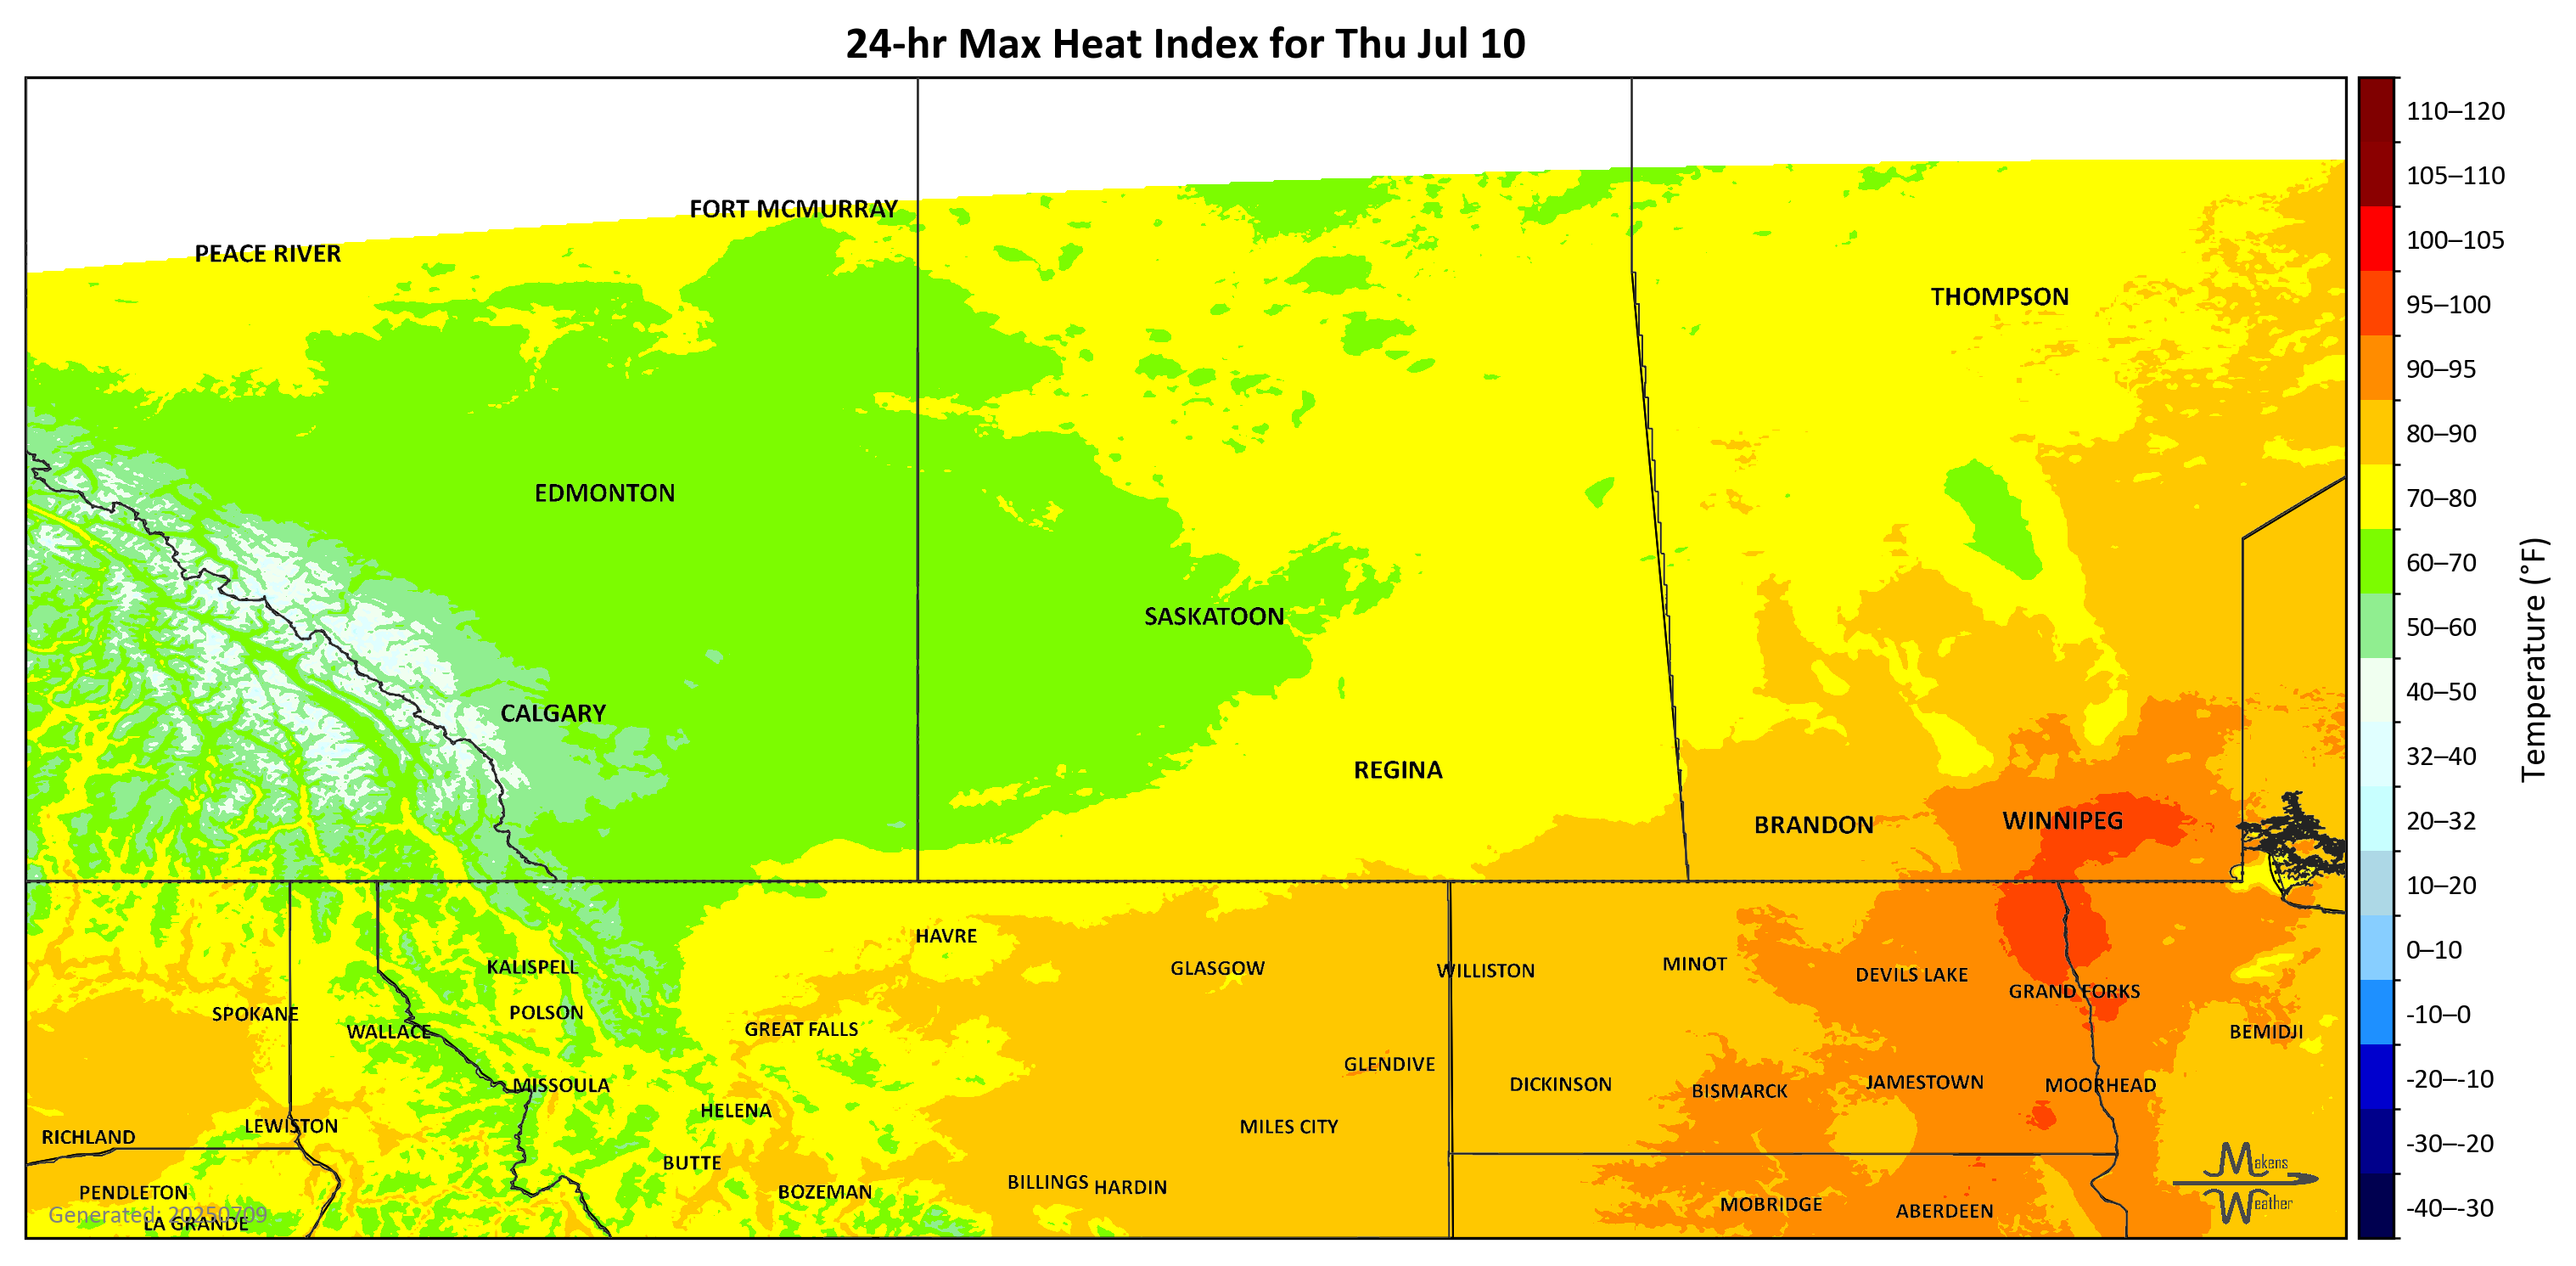 24-hr Max Heat Index for Thu Jul 10
110–120
105–110
100–105
95–100
90–95
80–90
70–80
60–70
50–60
40–50
32–40
20–32
10–20
0–10
-10–0
-20–-10
-30–-20
-40–-30
Temperature (°F)
FORT MCMURRAY
PEACE RIVER
THOMPSON
EDMONTON
SASKATOON
CALGARY
REGINA
BRANDON
WINNIPEG
HAVRE
KALISPELL
GLASGOW
WILLISTON
MINOT
DEVILS LAKE
GRAND FORKS
SPOKANE
POLSON
WALLACE
GREAT FALLS
BEMIDJI
GLENDIVE
MISSOULA
DICKINSON
BISMARCK
JAMESTOWN
MOORHEAD
HELENA
LEWISTON
MILES CITY
RICHLAND
BUTTE
PENDLETON
BOZEMAN
BILLINGS
HARDIN
MOBRIDGE
ABERDEEN
LA GRANDE
Generated: 20250709
Makens
Weather